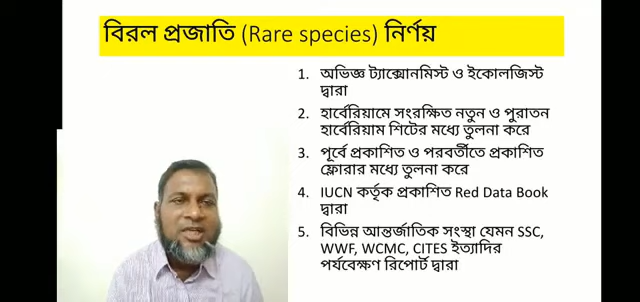 বিরল প্রজাতি (Rare species) নির্ণয়
1. অভিজ্ঞ ট্যাক্সোনমিস্ট ও ইকোলজিস্ট
দ্বারা
2. হার্বেরিয়ামে সংরক্ষিত নতুন ও পুরাতন
হার্বেরিয়াম শিটের মধ্যে তুলনা করে
3. পূর্বে প্রকাশিত ও পরবর্তীতে প্রকাশিত
ফ্লোরার মধ্যে তুলনা করে
4. IUCN কর্তৃক প্রকাশিত Red Data Book
দ্বারা
5. বিভিন্ন আন্তর্জাতিক সংস্থা যেমন SSC,
WWF, WCMC, CITES ইত্যাদির
পর্যবেক্ষণ রিপোর্ট দ্বারা